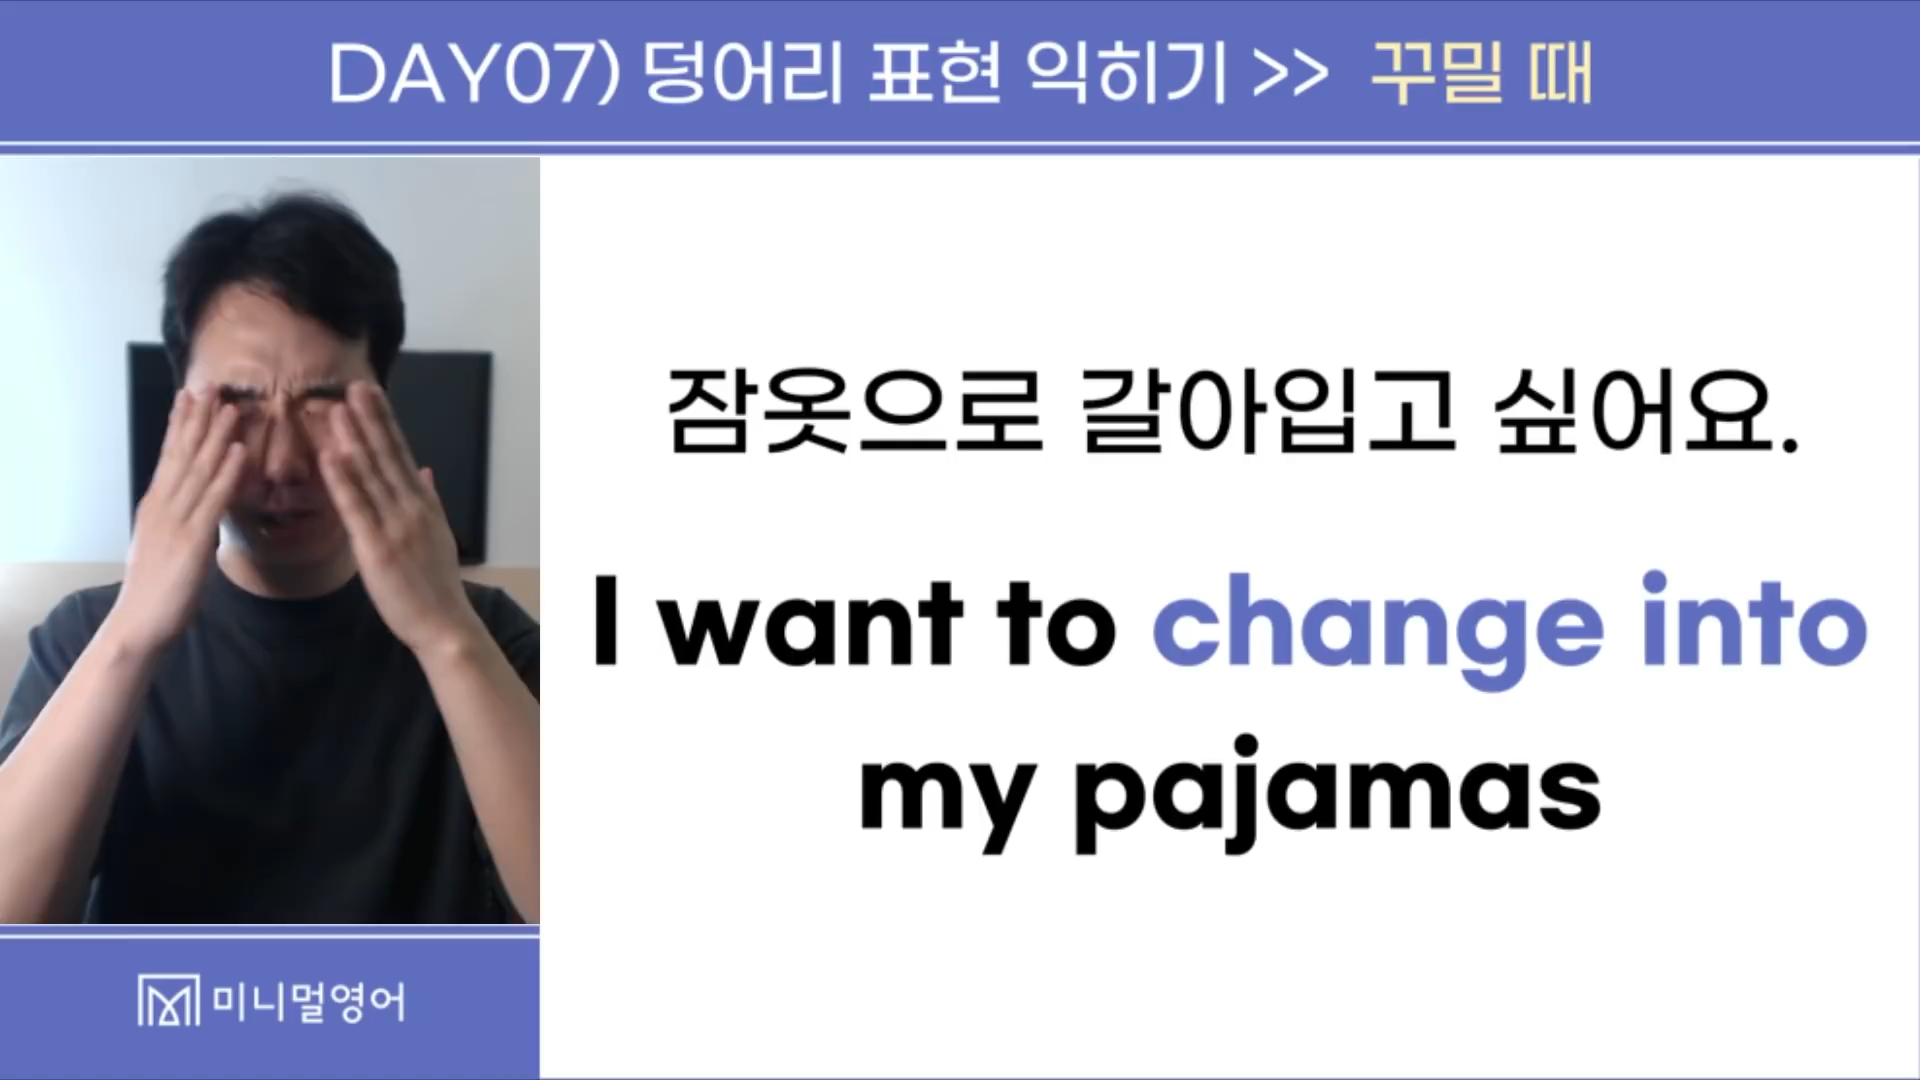 DAY07) 덩어리 표현 익히기 >> 꾸밀 때
잠옷으로 갈아입고 싶어요.
I want to change into
my pajamas
미니멀영어